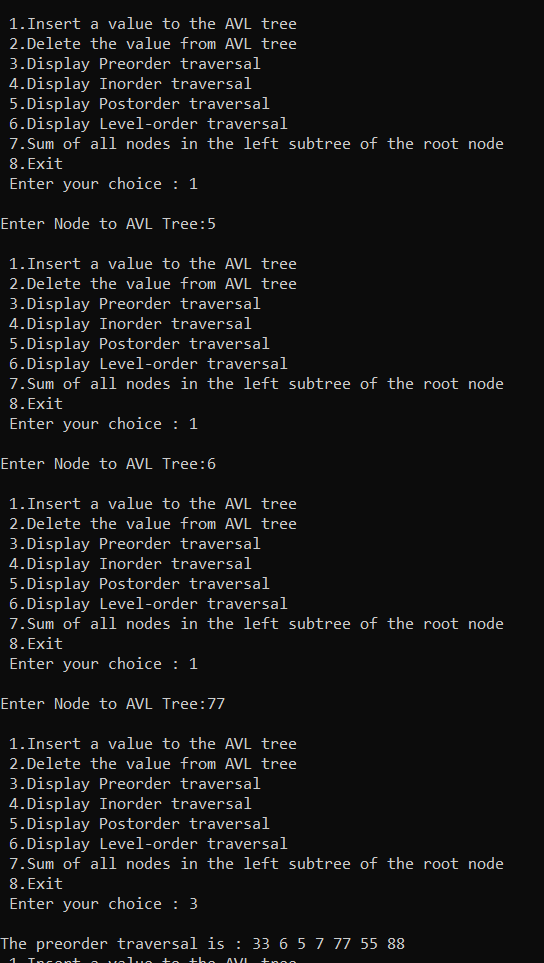 1.Insert a value to the AVL tree
2.Delete the value from AVL tree
3.Display Preorder traversal
4.Display Inorder traversal
5.Display Postorder traversal
6.Display Level-order traversal
7.Sum of all nodes in the left subtree of the root node
8.Exit
Enter your choice : 1
Enter Node to AVL Tree:5
1.Insert a value to the AVL tree
2.Delete the value from AVL tree
3.Display Preorder traversal
4.Display Inorder traversal
5.Display Postorder traversal
6.Display Level-order traversal
7.Sum of all nodes in the left subtree of the root node
8.Exit
Enter your choice : 1
Enter Node to AVL Tree:6
1.Insert a value to the AVL tree
2.Delete the value from AVL tree
3.Display Preorder traversal
4.Display Inorder traversal
5.Display Postorder traversal
6.Display Level-order traversal
7.Sum of all nodes in the left subtree of the root node
8.Exit
Enter your choice : 1
Enter Node to AVL Tree:77
1.Insert a value to the AVL tree
2.Delete the value from AVL tree
3.Display Preorder traversal
4.Display Inorder traversal
5.Display Postorder traversal
6.Display Level-order traversal
7.Sum of all nodes in the left subtree of the root node
8.Exit
Enter your choice : 3
The preorder traversal is : 33 6 5 7 77 55 88
1.Insert a value to the AVL tree